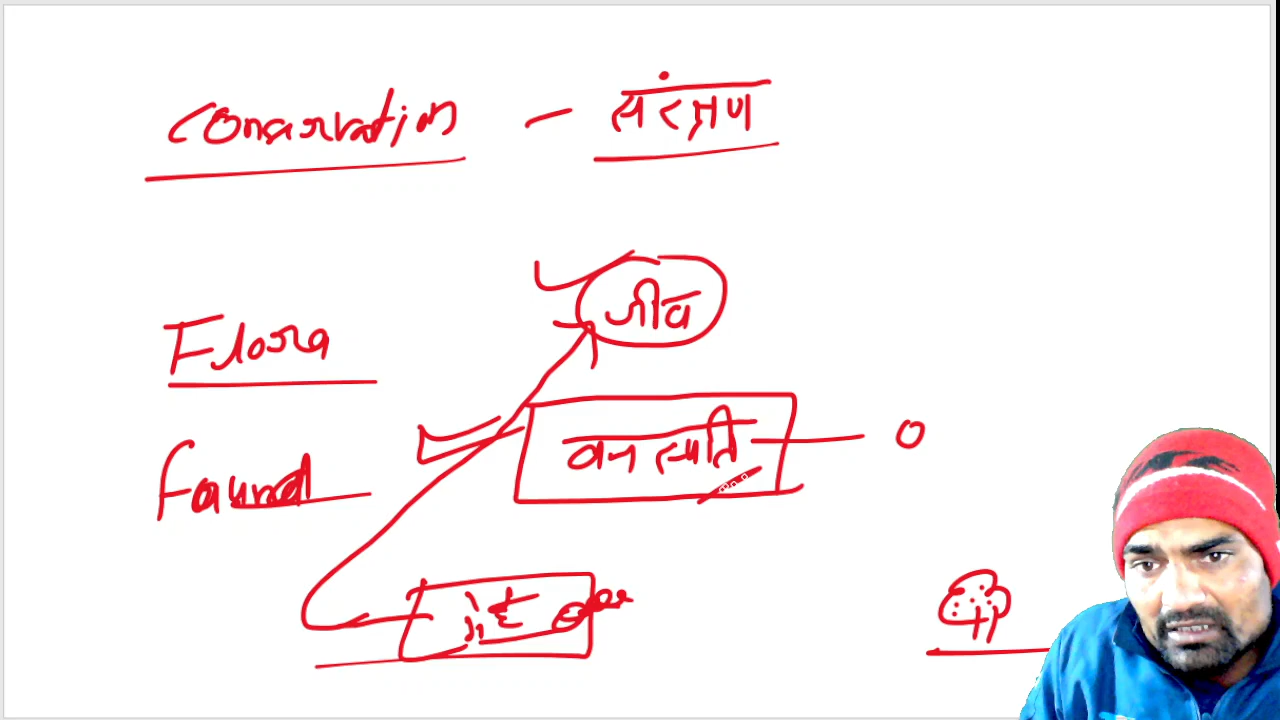 Conservation - संरक्षण
जीव
Flora
वनस्पति - o
Fauna